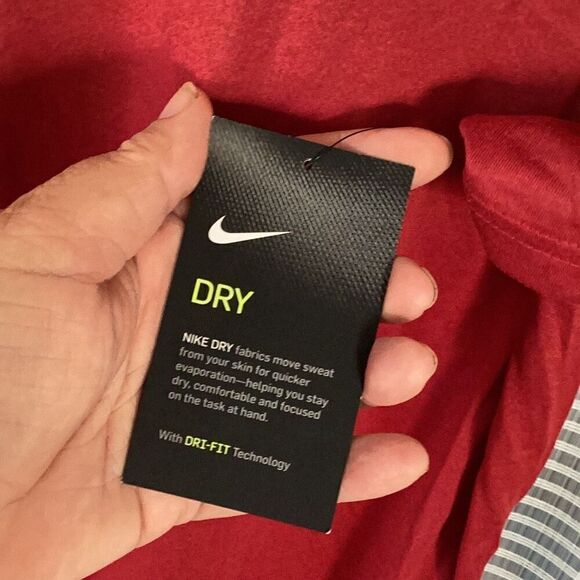 DRY
NIKE DRY fabrics move sweat
from your skin for quicker
evaporation—helping you stay
dry, comfortable and focused
on the task at hand.
With DRI-FIT Technology